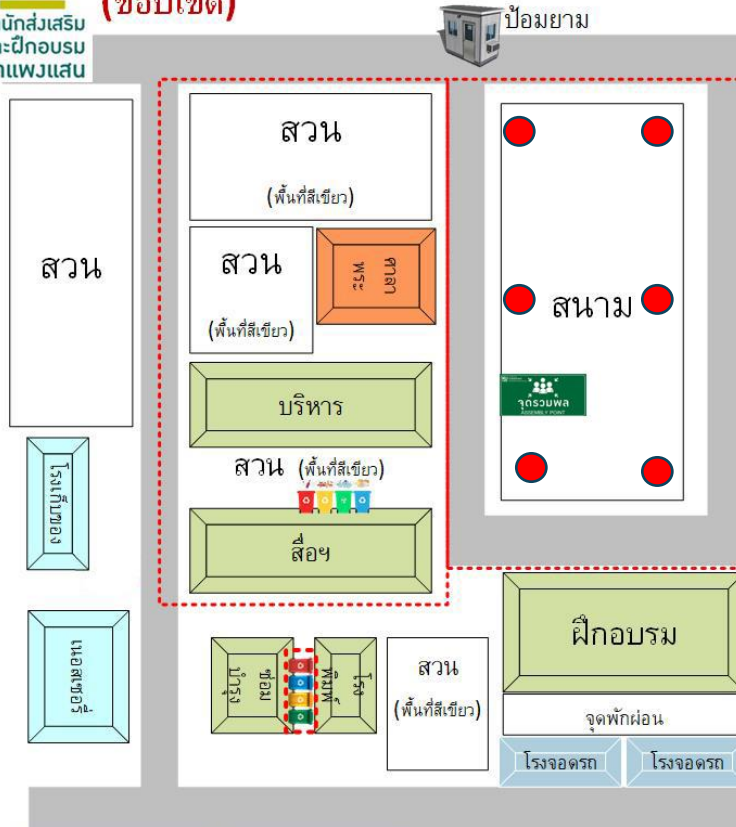 (ขอบเขต)
นักส่งเสริม
ะฝึกอบรม
แพงแสน
ป้อมยาม
สวน
(พื้นที่สีเขียว)
สวน
สวน
(พื้นที่สีเขียว)
ศาลา
พระ
สนาม
จุดรวมพล
ASSEMBLY POINT
บริหาร
สวน (พื้นที่สีเขียว)
โรงเก็บของ
สื่อฯ
เนอสเซอรี่
ซ่อม
บำรุง
โรง
พิมพ์
สวน
(พื้นที่สีเขียว)
ฝึกอบรม
จุดพักผ่อน
โรงจอดรถ
โรงจอดรถ